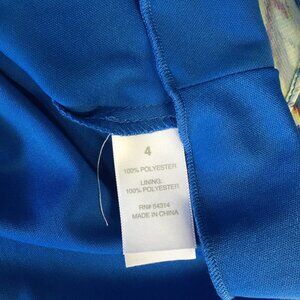 4
100% POLYESTER
LINING:
100% POLYESTER
RN# 54314
MADE IN CHINA